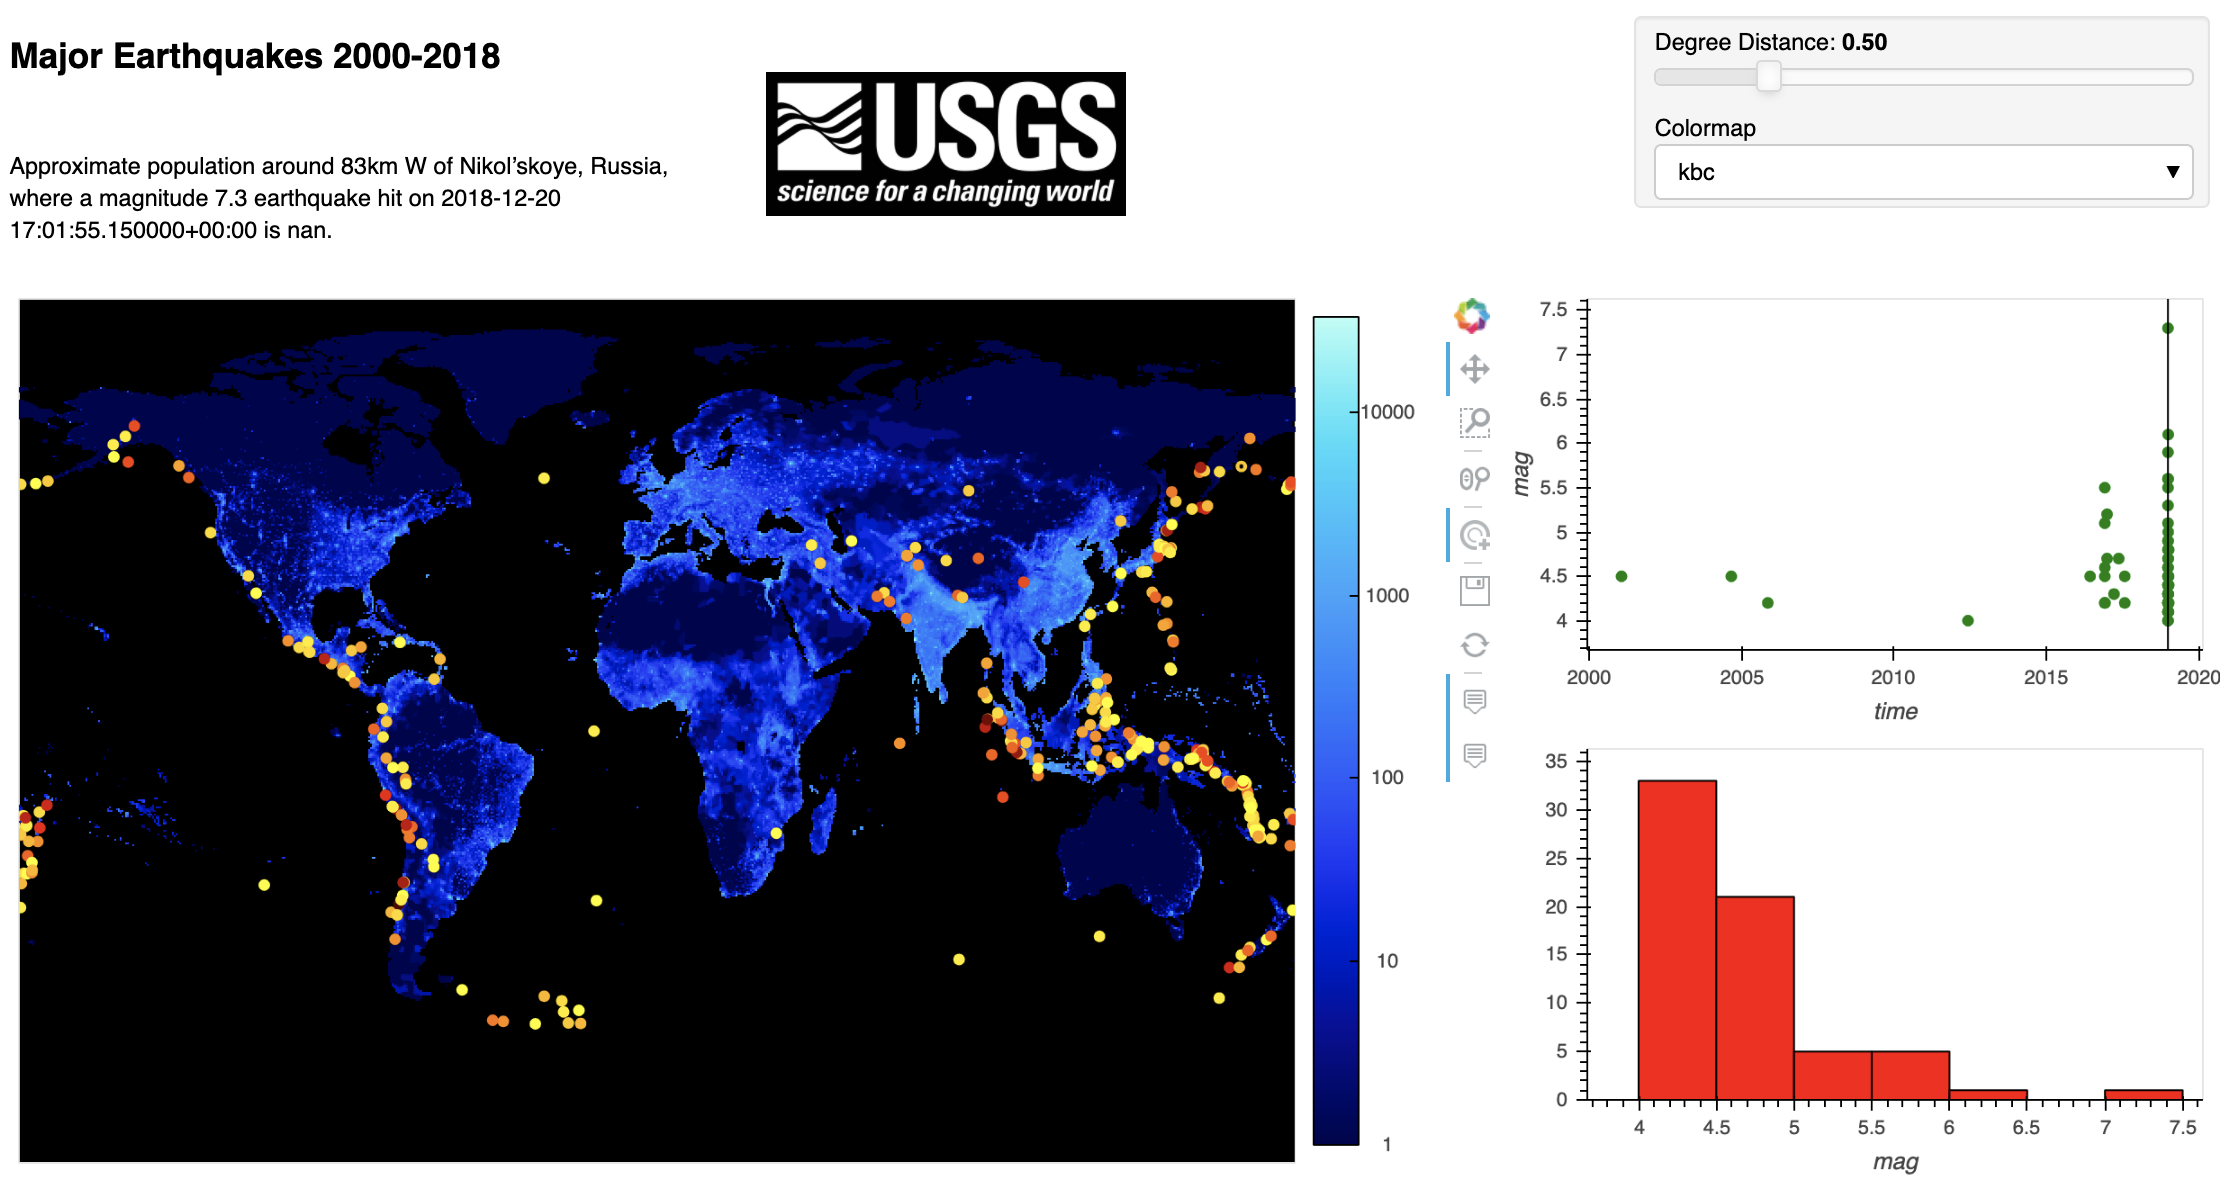 Major Earthquakes 2000-2018
Approximate population around 83km W of Nikol’skoye, Russia,
where a magnitude 7.3 earthquake hit on 2018-12-20
17:01:55.150000+00:00 is nan.
USGS
science for a changing world
Degree Distance: 0.50
Colormap
kbc
10000
1000
100
10
1
7.5
7
6.5
6
5.5
5
4.5
4
mag
2000 2005 2010 2015 2020
time
35
30
25
20
15
10
5
0
4 4.5 5 5.5 6 6.5 7 7.5
mag